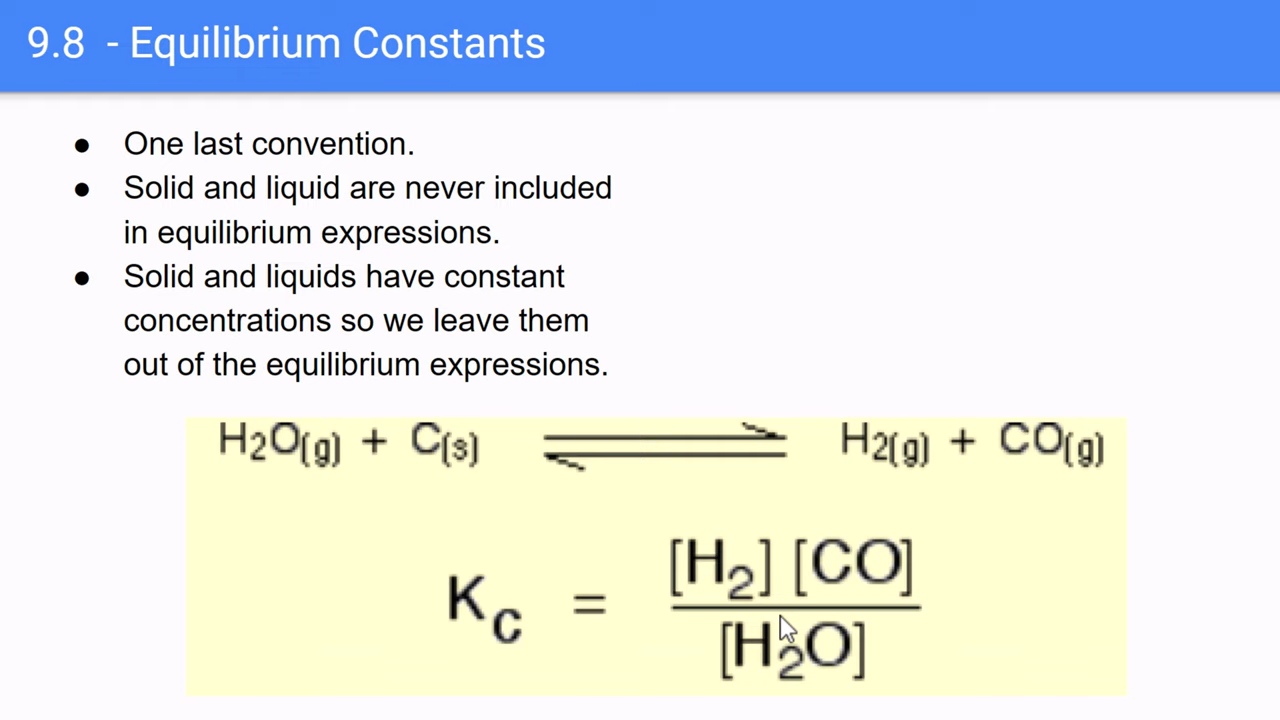 9.8 - Equilibrium Constants
● One last convention.
● Solid and liquid are never included
in equilibrium expressions.
● Solid and liquids have constant
concentrations so we leave them
out of the equilibrium expressions.
H2O(g) + C(s) ⇌ H2(g) + CO(g)
Kc = [H2] [CO] / [H2O]